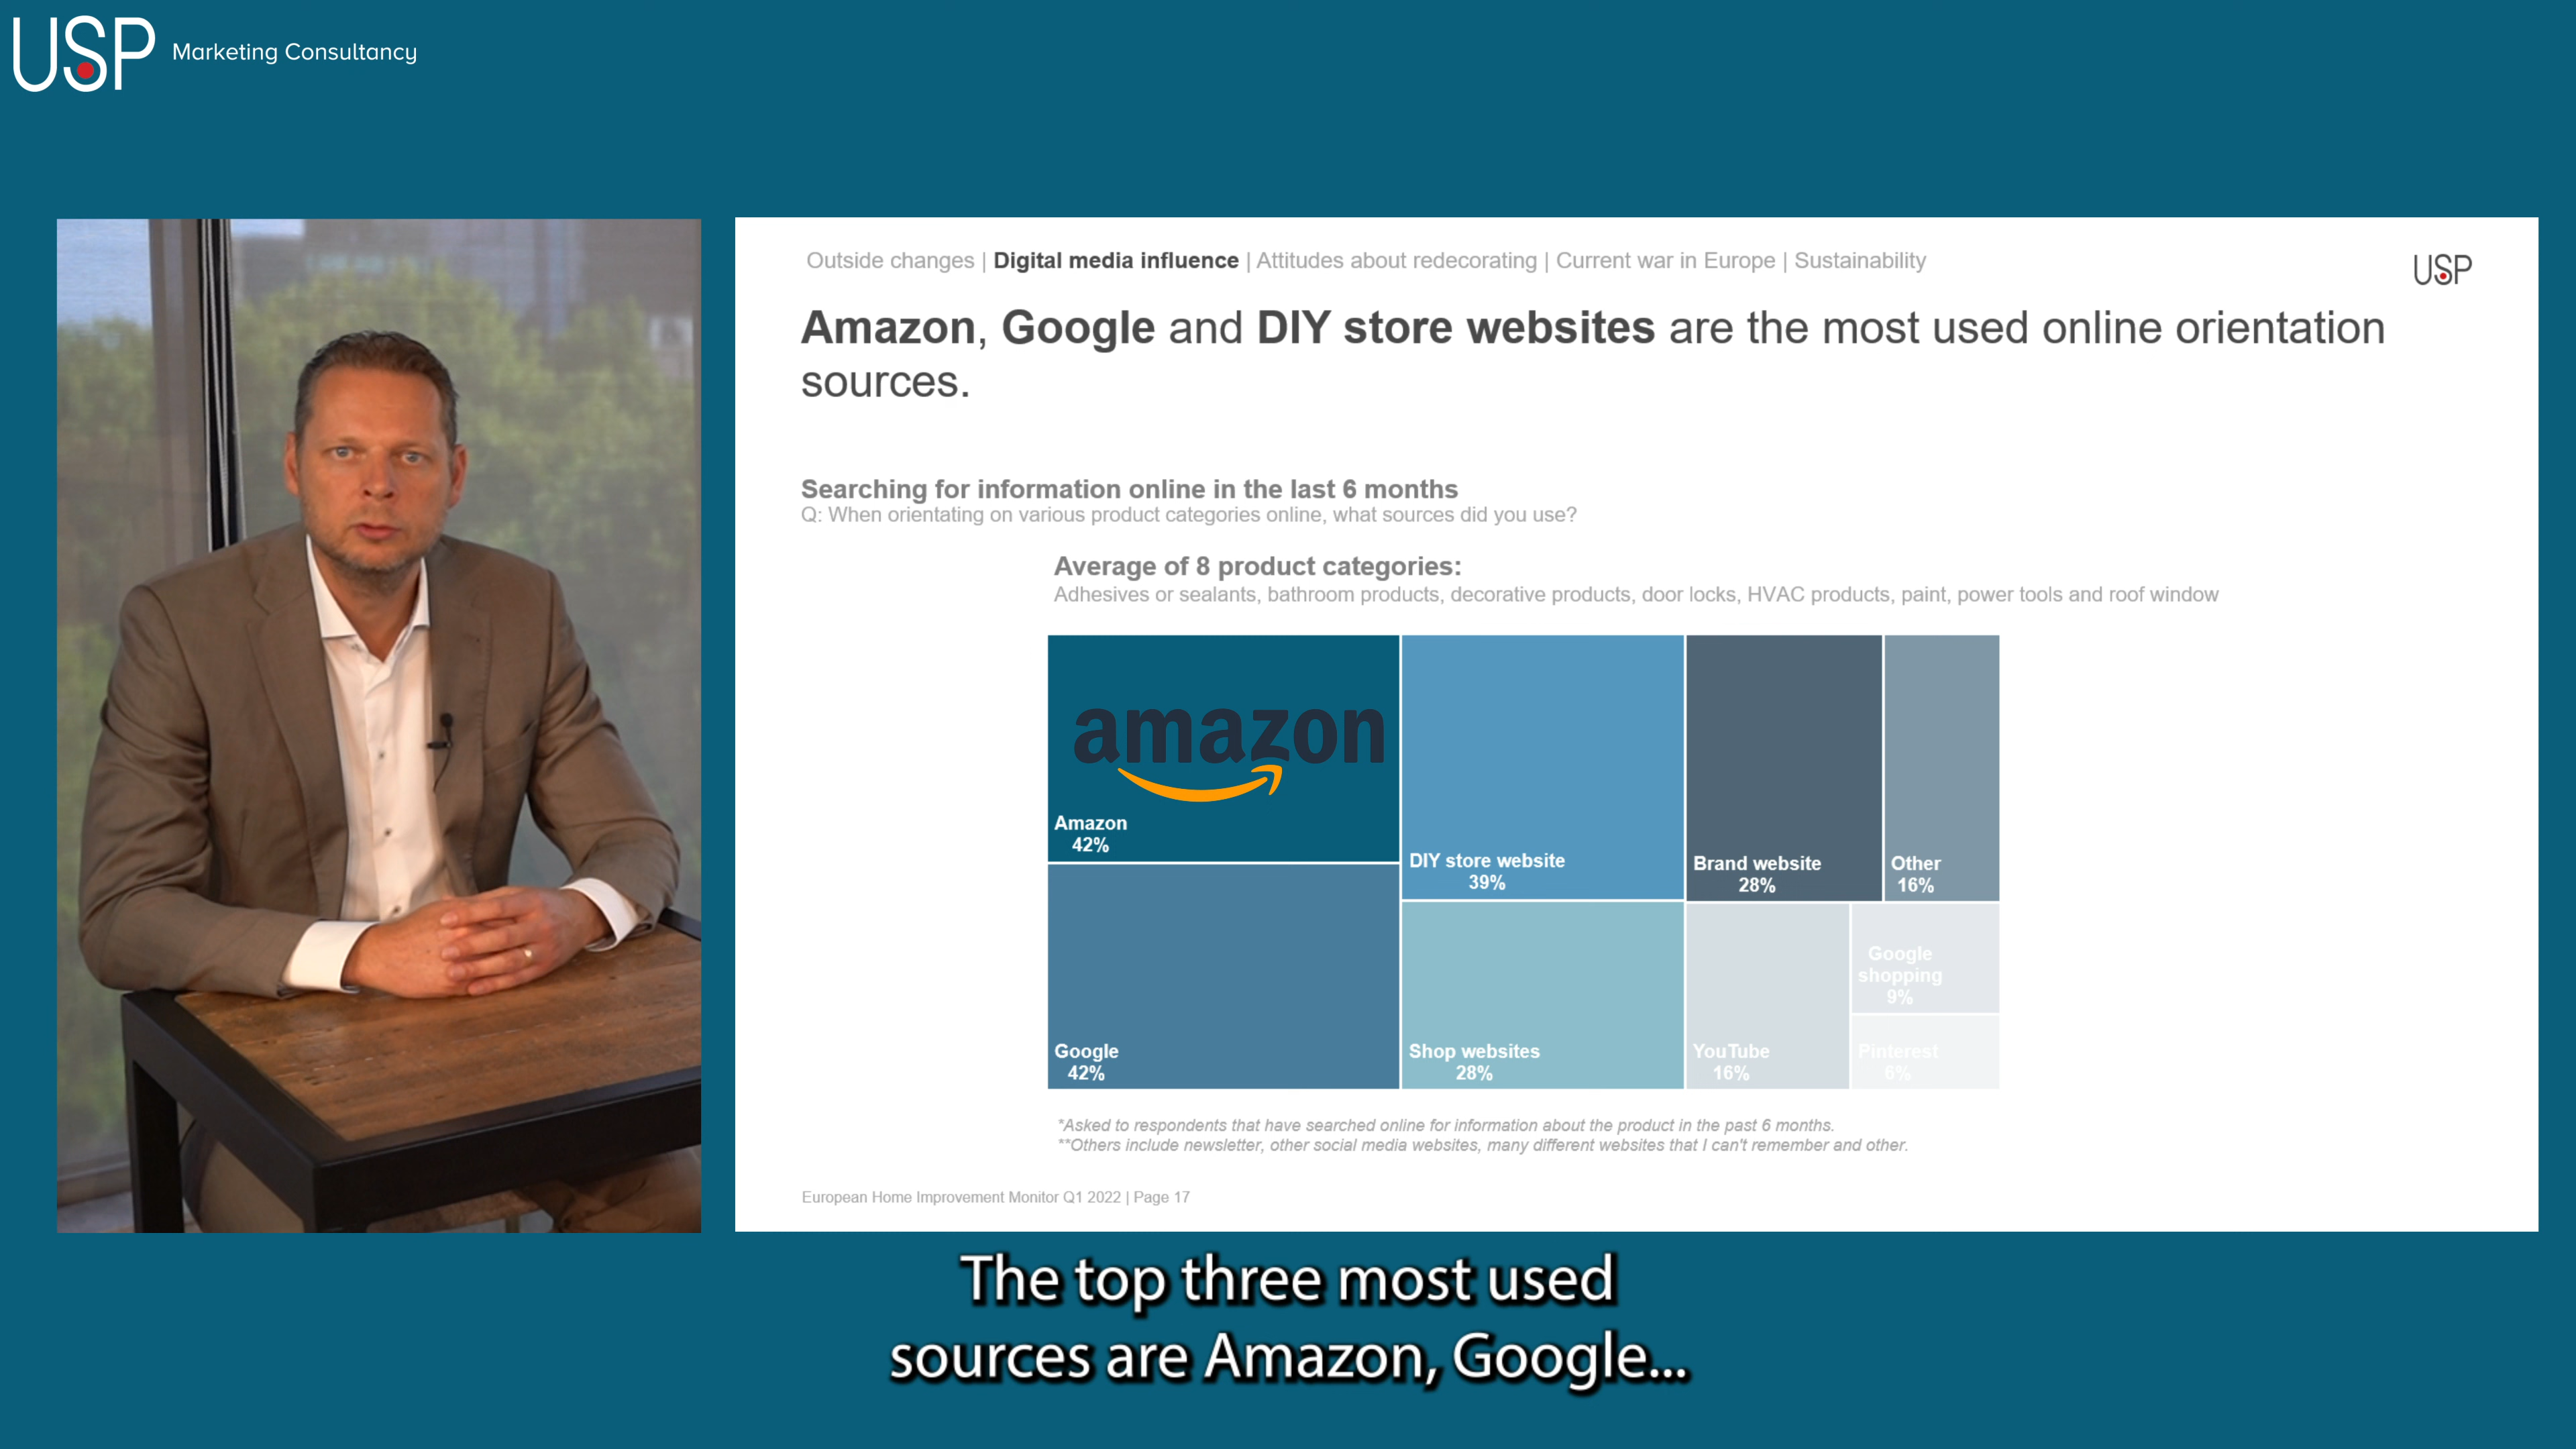 USP Marketing Consultancy
Outside changes | Digital media influence | Attitudes about redecorating | Current war in Europe | Sustainability
USP
Amazon, Google and DIY store websites are the most used online orientation
sources.
Searching for information online in the last 6 months
Q: When orientating on various product categories online, what sources did you use?
Average of 8 product categories:
Adhesives or sealants, bathroom products, decorative products, door locks, HVAC products, paint, power tools and roof window
amazon
Amazon
42%
DIY store website
39%
Brand website
28%
Other
16%
Google
42%
Shop websites
28%
YouTube
16%
Google
shopping
9%
Pinterest
6%
*Asked to respondents that have searched online for information about the product in the past 6 months.
**Others include newsletter, other social media websites, many different websites that I can't remember and other.
European Home Improvement Monitor Q1 2022 | Page 17
The top three most used
sources are Amazon, Google...